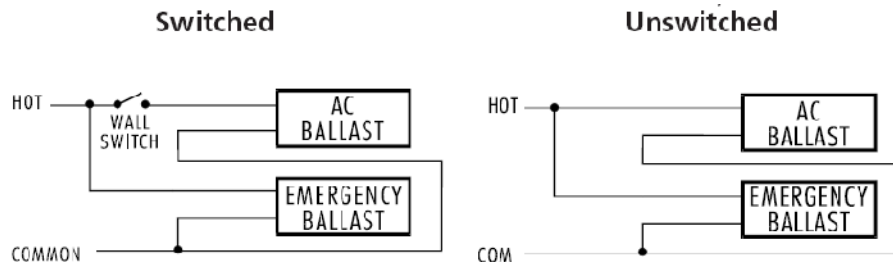 Switched
HOT
WALL
SWITCH
AC
BALLAST
EMERGENCY
BALLAST
COMMON
Unswitched
HOT
AC
BALLAST
EMERGENCY
BALLAST
COM